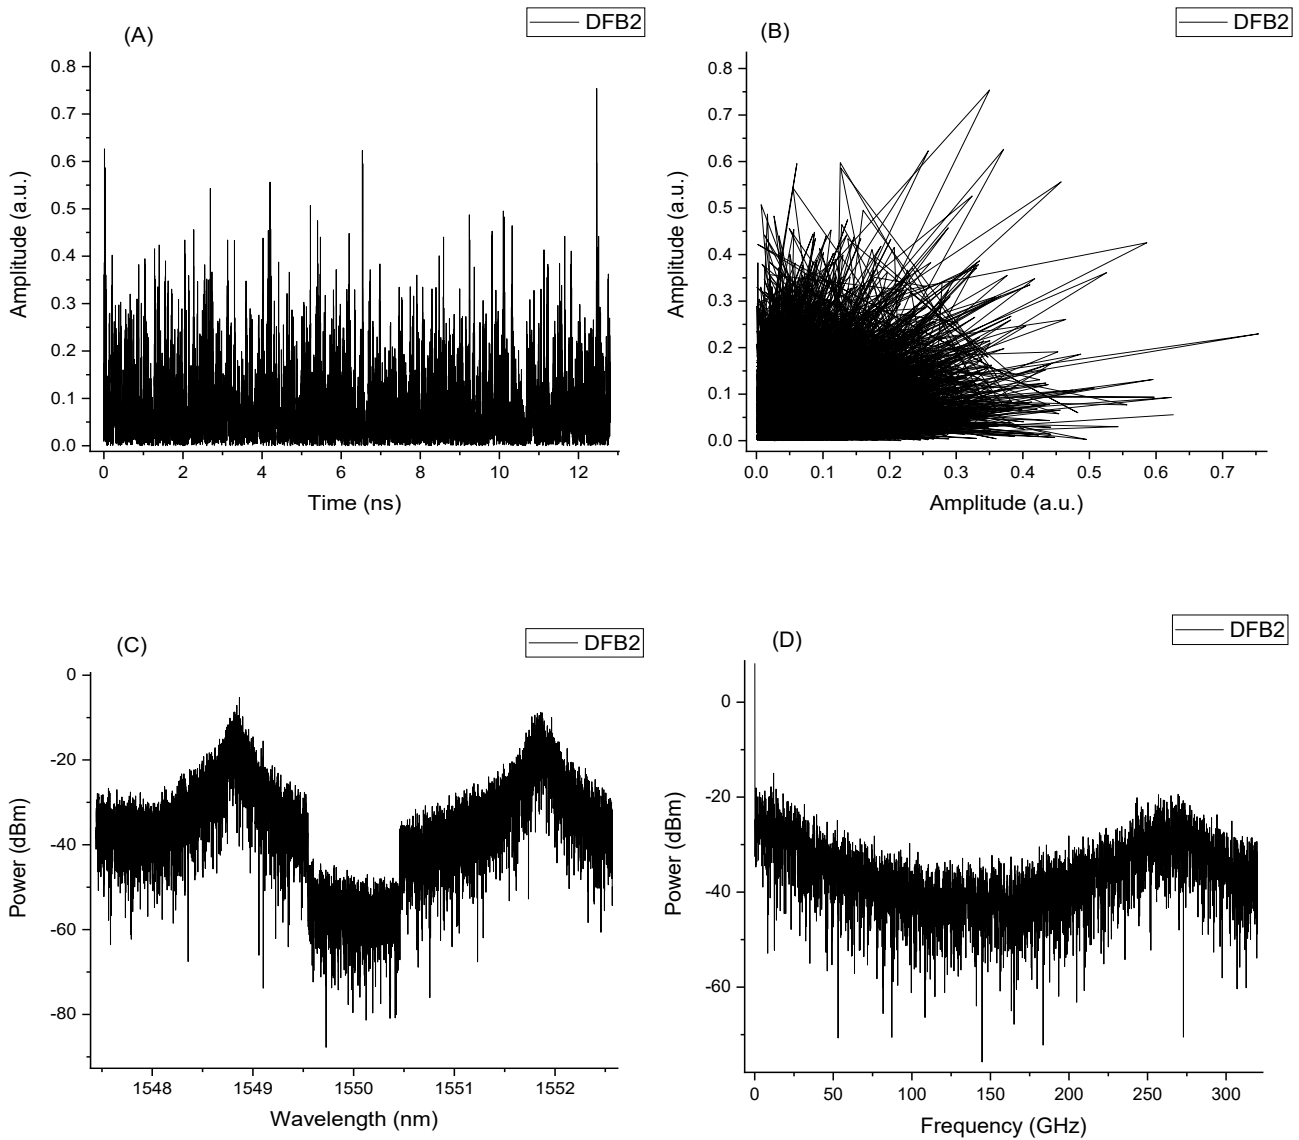 (A)
DFB2
0.8
0.7
0.6
0.5
0.4
0.3
0.2
0.1
0.0
Amplitude (a.u.)
0 2 4 6 8 10 12
Time (ns)
(B)
DFB2
0.8
0.7
0.6
0.5
0.4
0.3
0.2
0.1
0.0
Amplitude (a.u.)
0.0 0.1 0.2 0.3 0.4 0.5 0.6 0.7
Amplitude (a.u.)
(C)
DFB2
0
-20
-40
-60
-80
Power (dBm)
1548 1549 1550 1551 1552
Wavelength (nm)
(D)
DFB2
0
-20
-40
-60
Power (dBm)
0 50 100 150 200 250 300
Frequency (GHz)